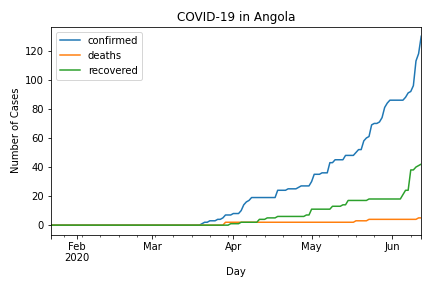 COVID-19 in Angola
confirmed
deaths
recovered
Number of Cases
120
100
80
60
40
20
0
Feb
2020
Mar
Apr
May
Jun
Day